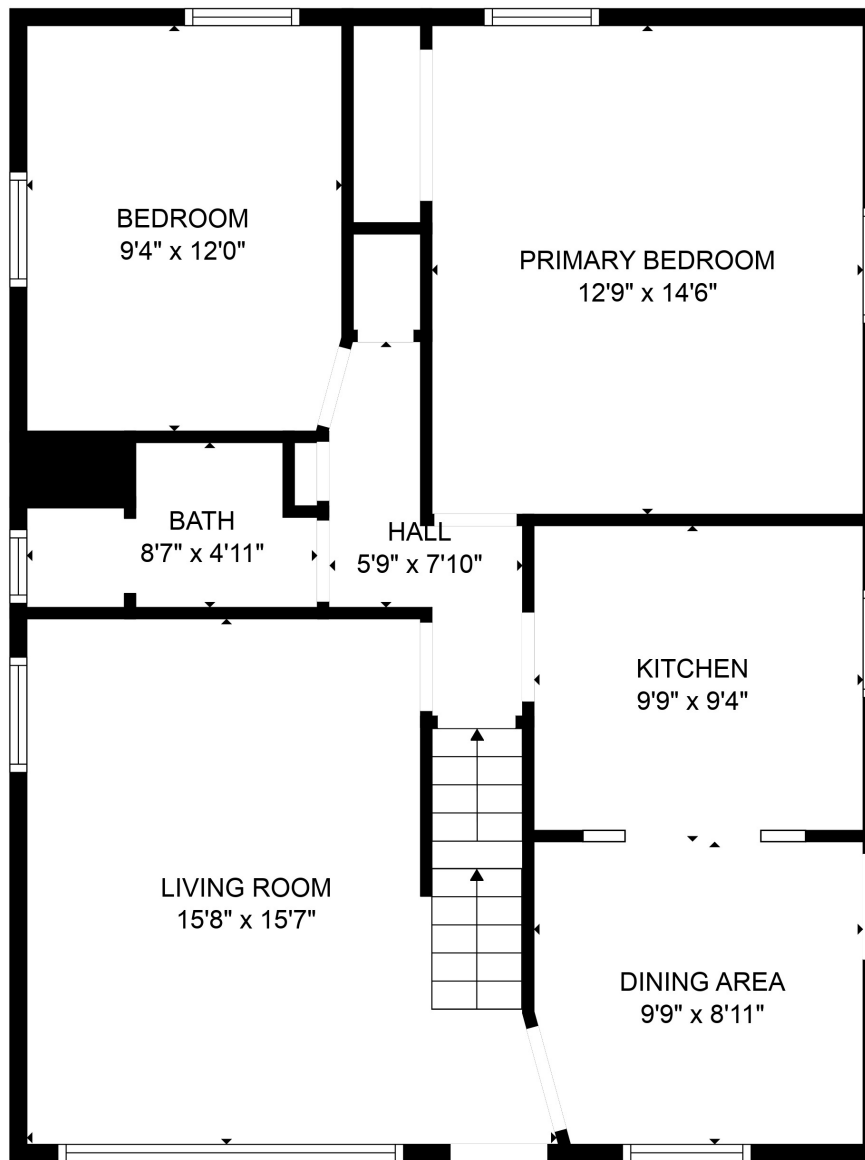 BEDROOM
9'4" x 12'0"
PRIMARY BEDROOM
12'9" x 14'6"
BATH
8'7" x 4'11"
HALL
5'9" x 7'10"
KITCHEN
9'9" x 9'4"
LIVING ROOM
15'8" x 15'7"
DINING AREA
9'9" x 8'11"